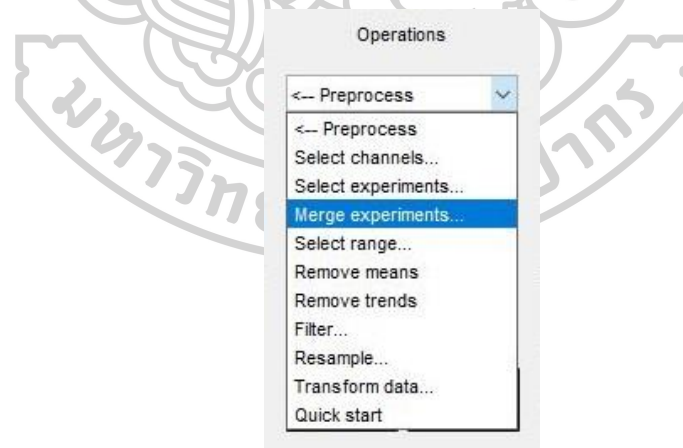 Operations
<-- Preprocess
<-- Preprocess
Select channels...
Select experiments...
Merge experiments...
Select range...
Remove means
Remove trends
Filter...
Resample...
Transform data...
Quick start